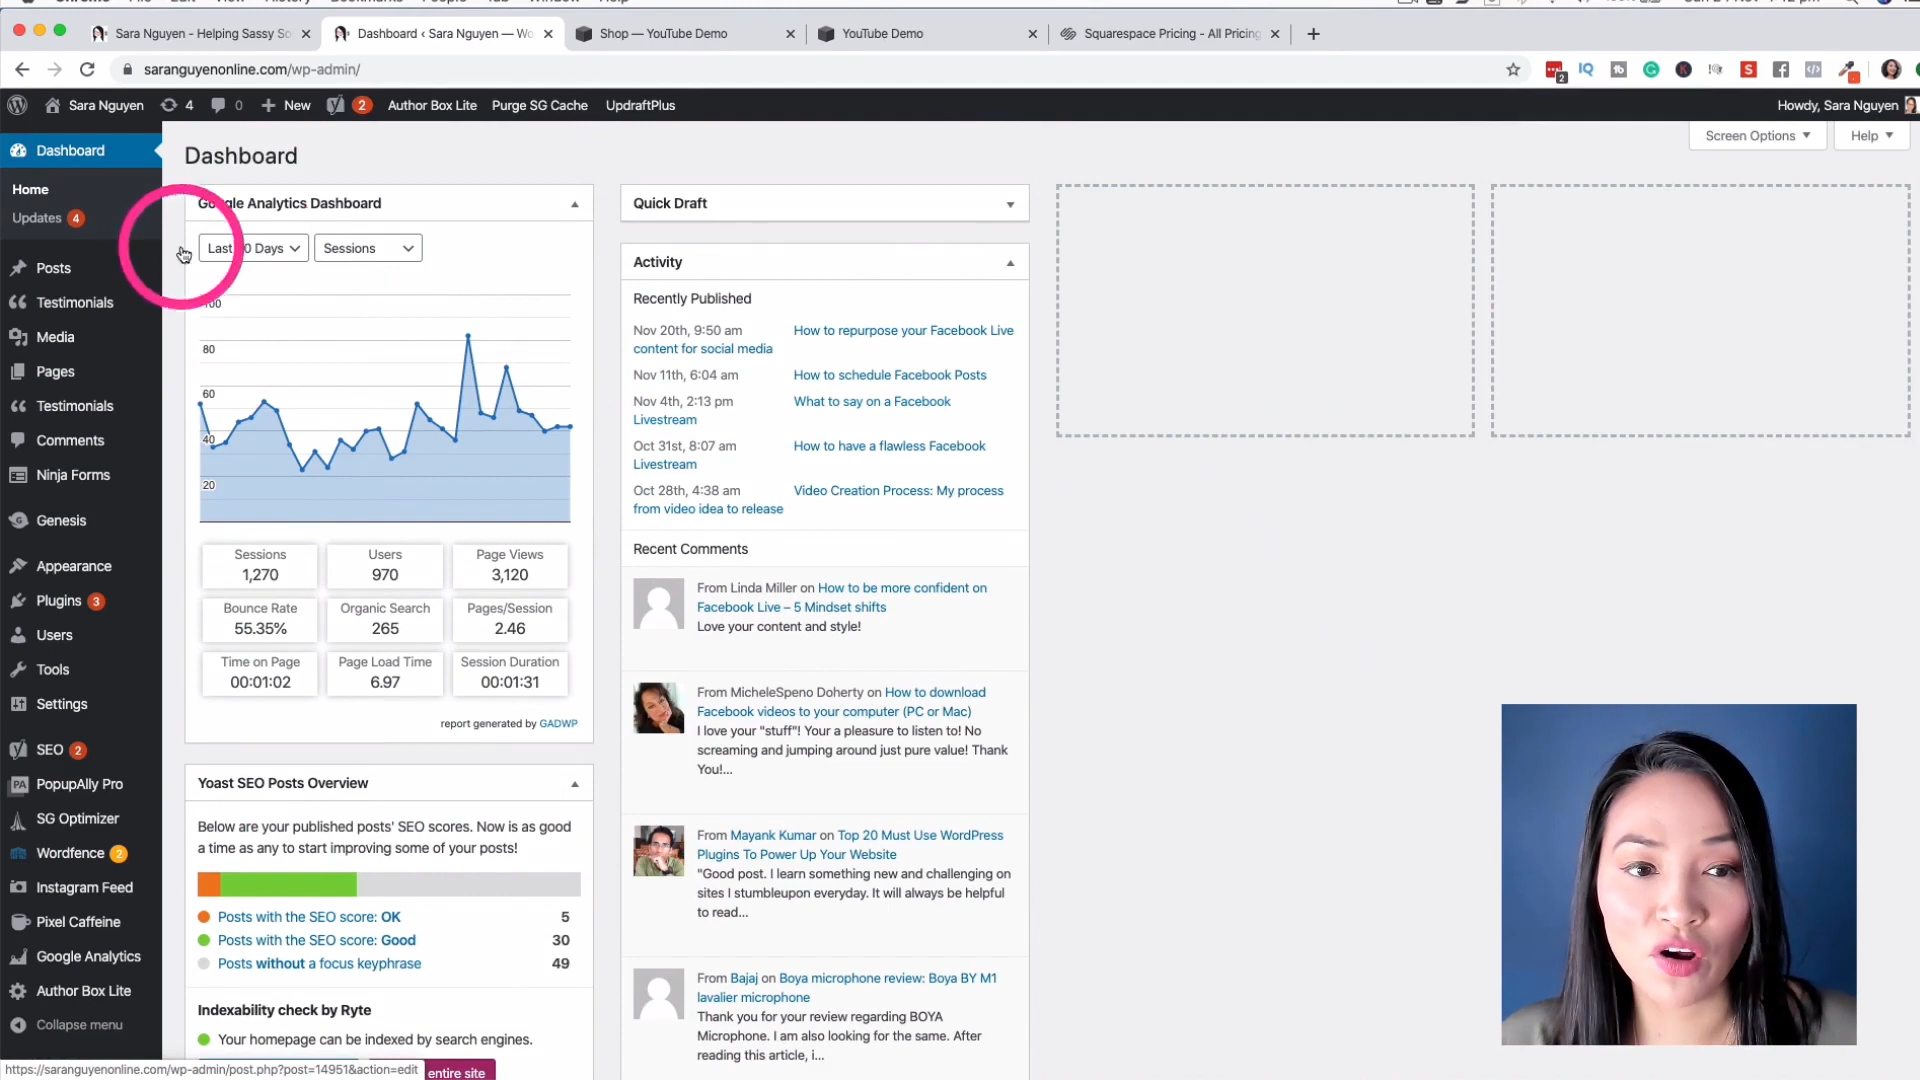 Sara Nguyen - Helping Sassy So
Dashboard ‹ Sara Nguyen — Wo
Shop — YouTube Demo
YouTube Demo
Squarespace Pricing - All Pricing
saranguyenonline.com/wp-admin/
Sara Nguyen
4
0
New
2
Author Box Lite
Purge SG Cache
UpdraftPlus
Howdy, Sara Nguyen
Screen Options
Help
Dashboard
Home
Updates 4
Posts
Testimonials
Media
Pages
Testimonials
Comments
Ninja Forms
Genesis
Appearance
Plugins 3
Users
Tools
Settings
SEO 2
PopupAlly Pro
SG Optimizer
Wordfence 2
Instagram Feed
Pixel Caffeine
Google Analytics
Author Box Lite
Collapse menu
Dashboard
Google Analytics Dashboard
Last 30 Days
Sessions
100
80
60
40
20
Sessions
1,270
Users
970
Page Views
3,120
Bounce Rate
55.35%
Organic Search
265
Pages/Session
2.46
Time on Page
00:01:02
Page Load Time
6.97
Session Duration
00:01:31
report generated by GADWP
Yoast SEO Posts Overview
Below are your published posts' SEO scores. Now is as good
a time as any to start improving some of your posts!
Posts with the SEO score: OK 5
Posts with the SEO score: Good 30
Posts without a focus keyphrase 49
Indexability check by Ryte
Your homepage can be indexed by search engines.
entire site
https://saranguyenonline.com/wp-admin/post.php?post=14951&action=edit
Quick Draft
Activity
Recently Published
Nov 20th, 9:50 am How to repurpose your Facebook Live
content for social media
Nov 11th, 6:04 am How to schedule Facebook Posts
Nov 4th, 2:13 pm What to say on a Facebook
Livestream
Oct 31st, 8:07 am How to have a flawless Facebook
Livestream
Oct 28th, 4:38 am Video Creation Process: My process
from video idea to release
Recent Comments
From Linda Miller on How to be more confident on
Facebook Live – 5 Mindset shifts
Love your content and style!
From MicheleSpeno Doherty on How to download
Facebook videos to your computer (PC or Mac)
I love your "stuff"! Your a pleasure to listen to! No
screaming and jumping around just pure value! Thank
You!...
From Mayank Kumar on Top 20 Must Use WordPress
Plugins To Power Up Your Website
"Good post. I learn something new and challenging on
sites I stumbleupon everyday. It will always be helpful
to read...
From Bajaj on Boya microphone review: Boya BY M1
lavalier microphone
Thank you for your review regarding BOYA
Microphone. I am also looking for the same. After
reading this article, i...